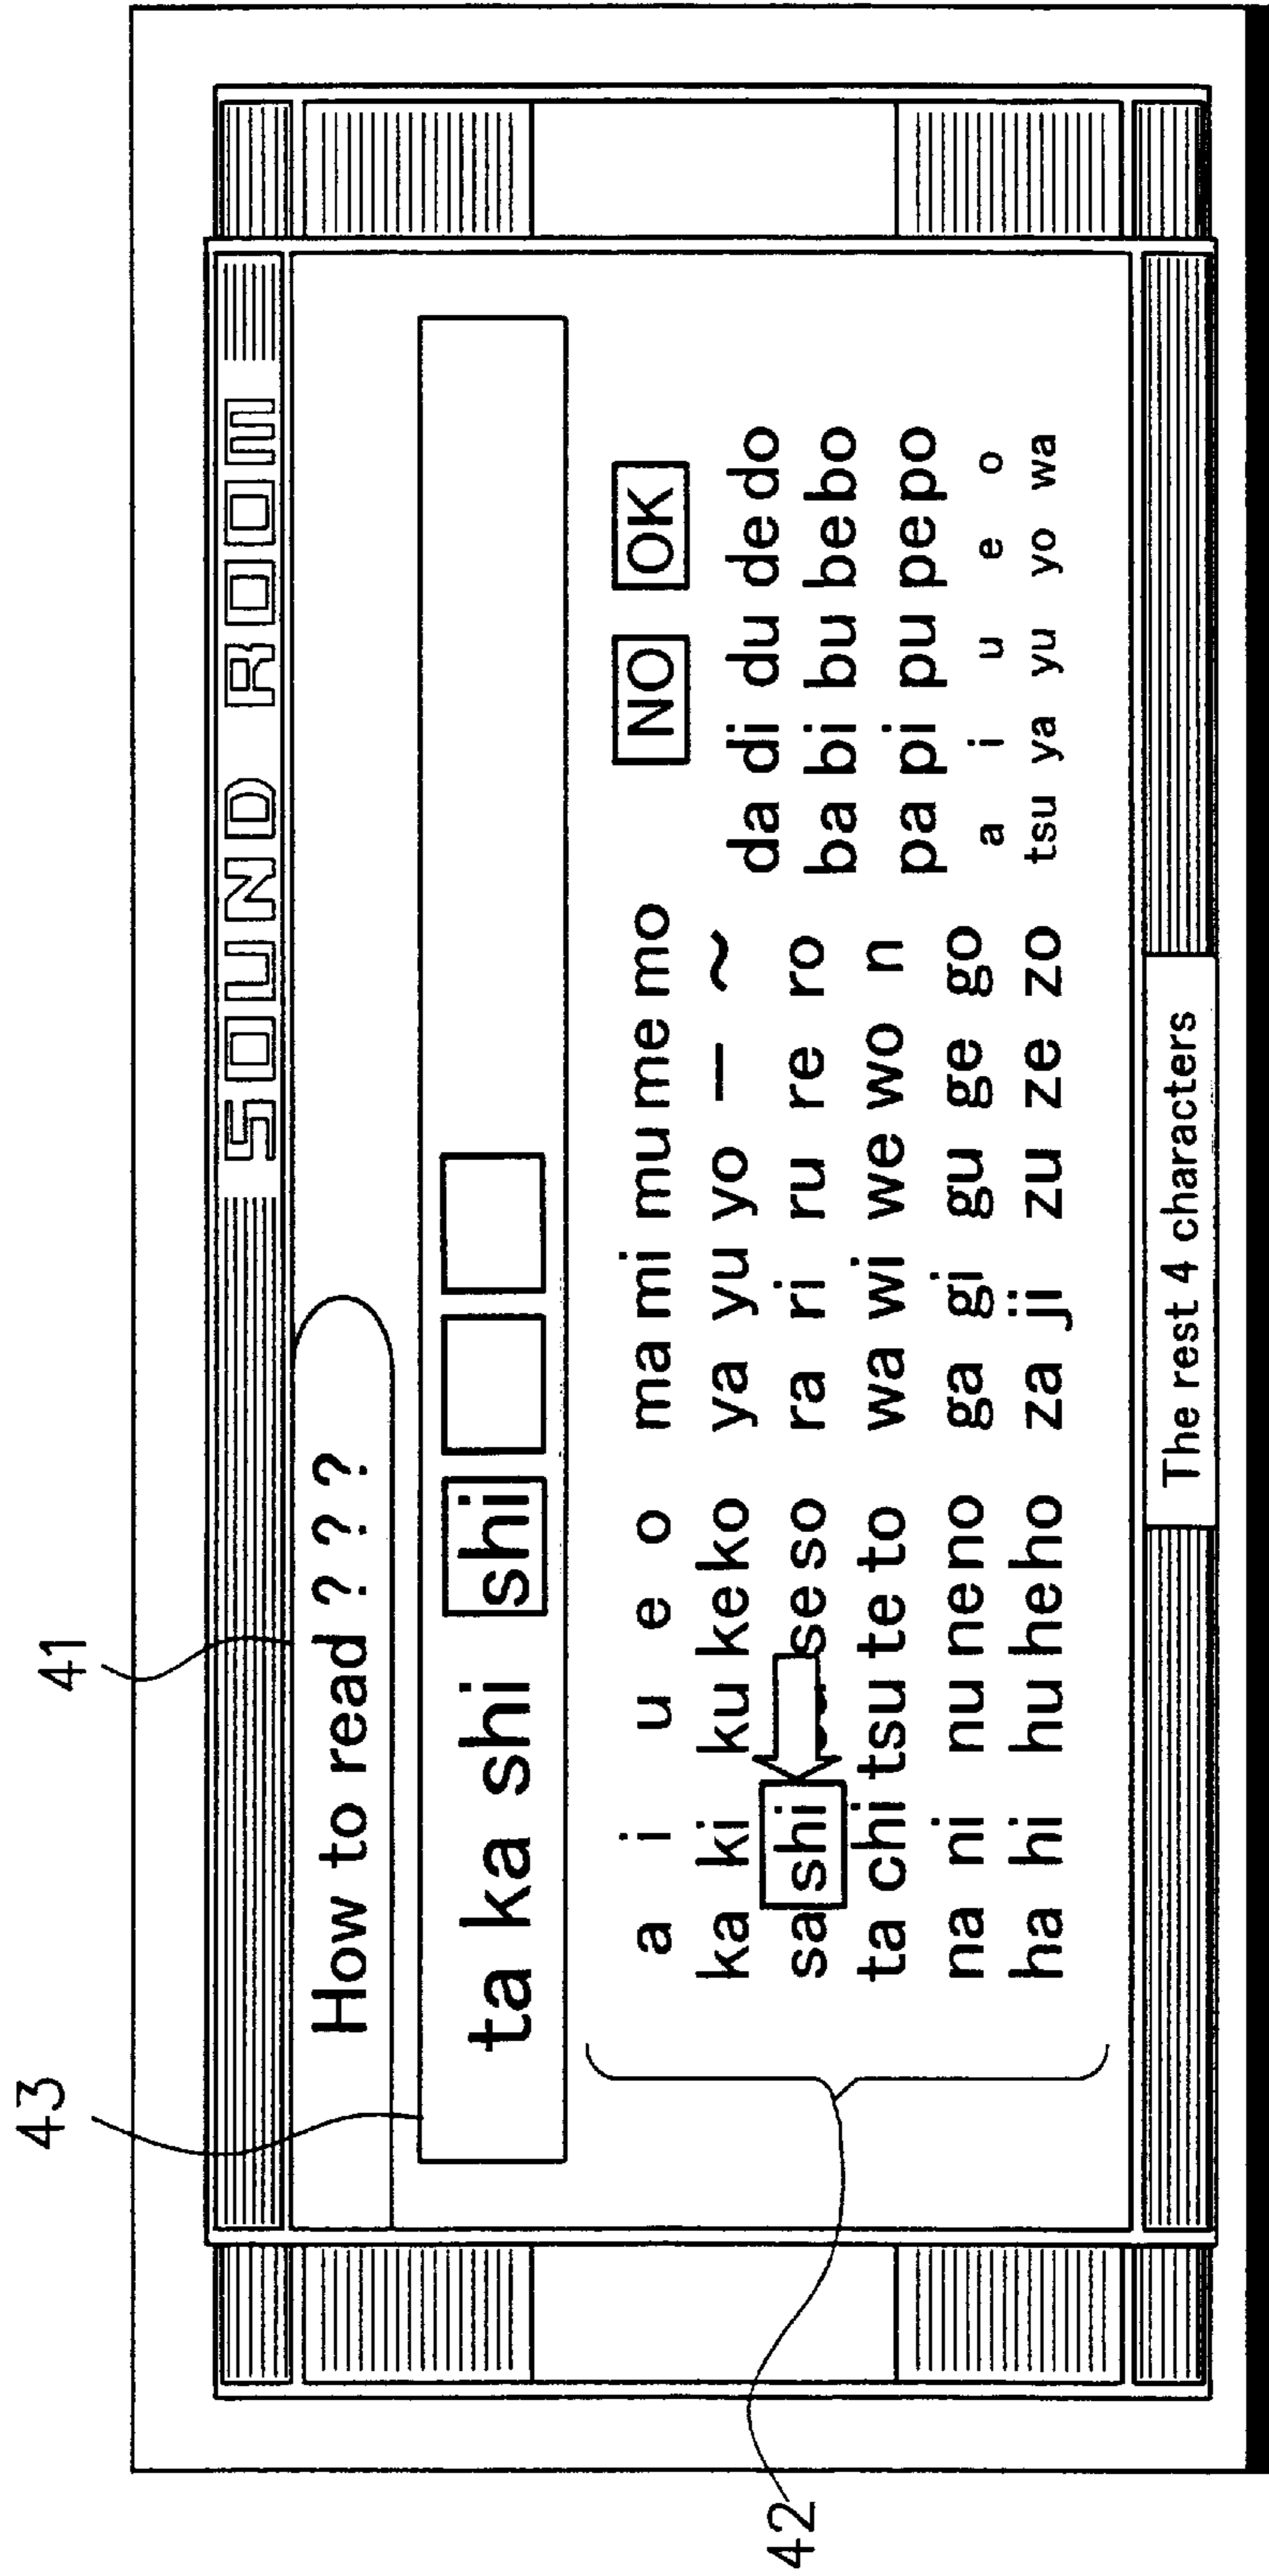 SOUND ROOM
41
How to read ? ? ?
43
ta ka shi shi
NO OK
a i u e o ma mi mu me mo
ka ki ku ke ko ya yu yo — ~ da di du de do
sa shi se so ra ri ru re ro ba bi bu be bo
ta chi tsu te to wa wi we wo n pa pi pu pe po
na ni nu ne no ga gi gu ge go a i u e o
ha hi hu he ho za ji zu ze zo tsu ya yu yo wa
42
The rest 4 characters